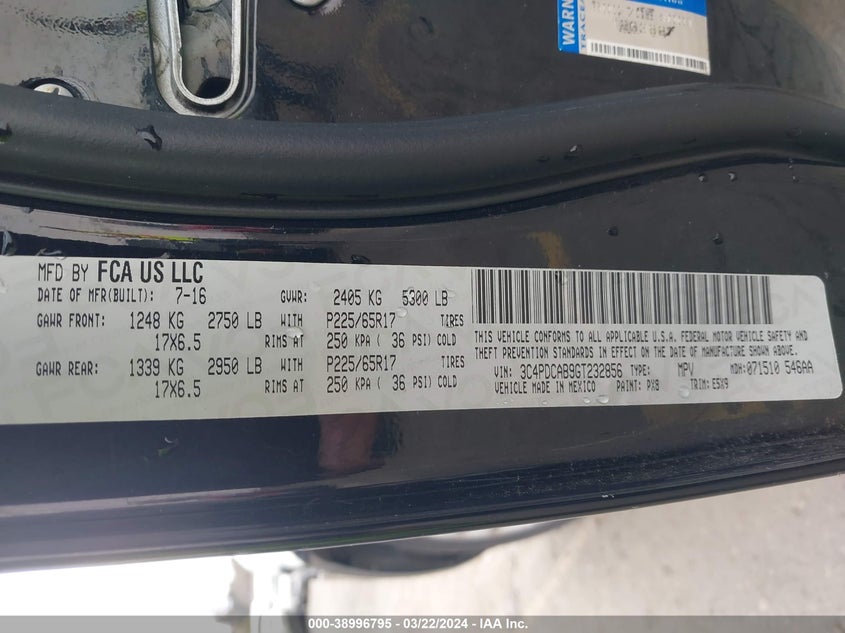 WARN
TRACE
MFD BY FCA US LLC
DATE OF MFR(BUILT): 7-16 GVWR: 2405 KG 5300 LB
GAWR FRONT: 1248 KG 2750 LB WITH P225/65R17 TIRES
17X6.5 RIMS AT 250 KPA ( 36 PSI) COLD
GAWR REAR: 1339 KG 2950 LB WITH P225/65R17 TIRES
17X6.5 RIMS AT 250 KPA ( 36 PSI) COLD
THIS VEHICLE CONFORMS TO ALL APPLICABLE U.S.A. FEDERAL MOTOR VEHICLE SAFETY AND
THEFT PREVENTION STANDARDS IN EFFECT ON THE DATE OF MANUFACTURE SHOWN ABOVE.
VIN: 3C4PDCAB9GT232856 TYPE: MPV MDH: 071510 546AA
VEHICLE MADE IN MEXICO PAINT: PX8 TRIM: E5X9
000-38996795 - 03/22/2024 - IAA Inc.